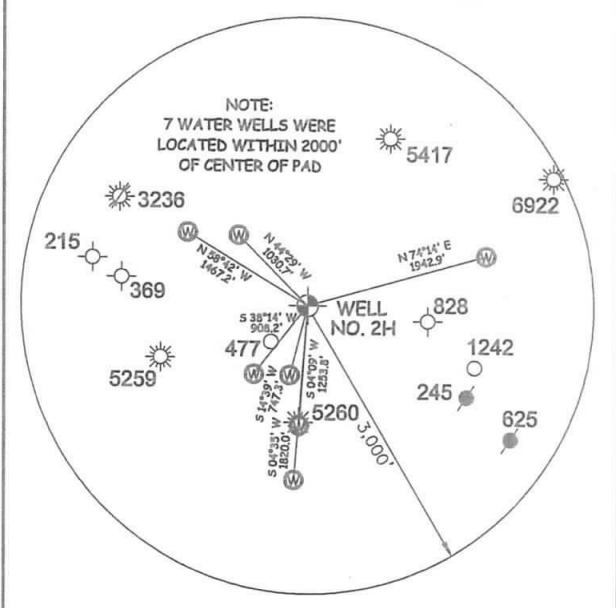 NOTE:
7 WATER WELLS WERE
LOCATED WITHIN 2000'
OF CENTER OF PAD
5417
6922
3236
215
369
W
W
W
N 58°42' W
1467.2'
N 44°29' W
1030.7'
N 74°14' E
1942.9'
WELL
NO. 2H
828
S 38°14' W
908.2'
477
5259
W
W
S 14°39' W
747.3'
S 04°09' W
1253.8'
5260
S 04°35' W
1820.0'
W
1242
245
625
3,000'